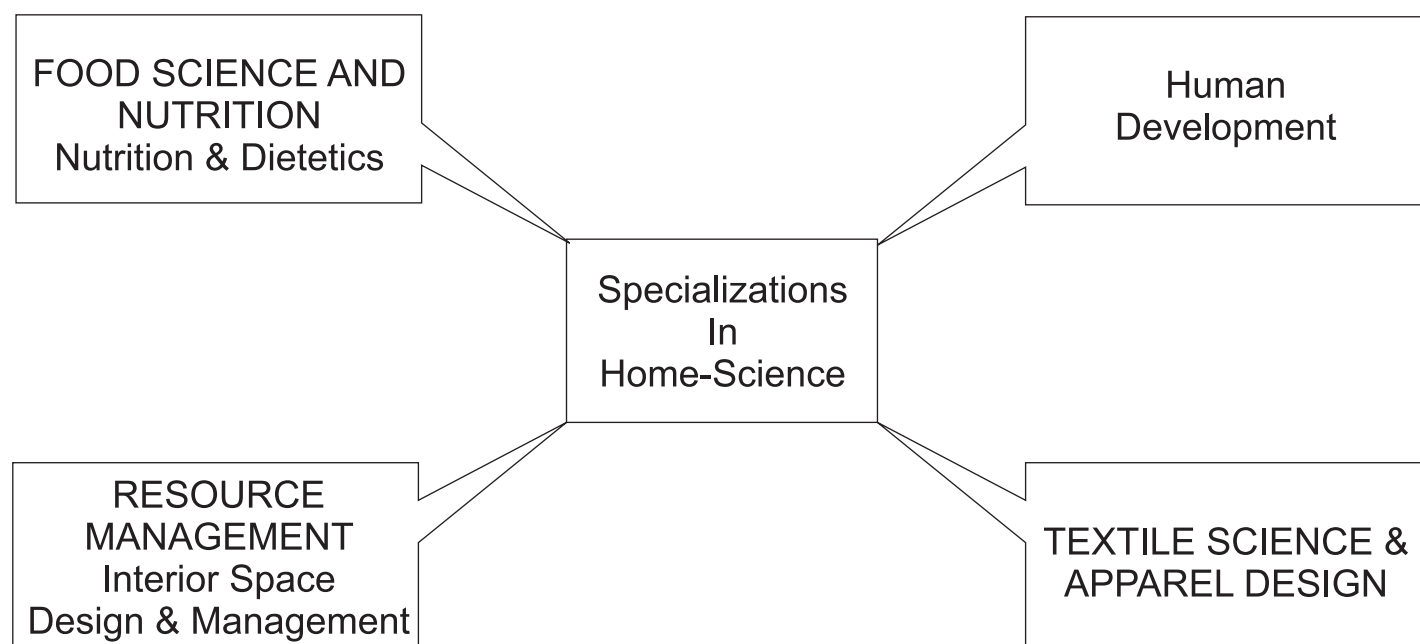 FOOD SCIENCE AND
NUTRITION
Nutrition & Dietetics
Human
Development
Specializations
In
Home-Science
RESOURCE
MANAGEMENT
Interior Space
Design & Management
TEXTILE SCIENCE &
APPAREL DESIGN